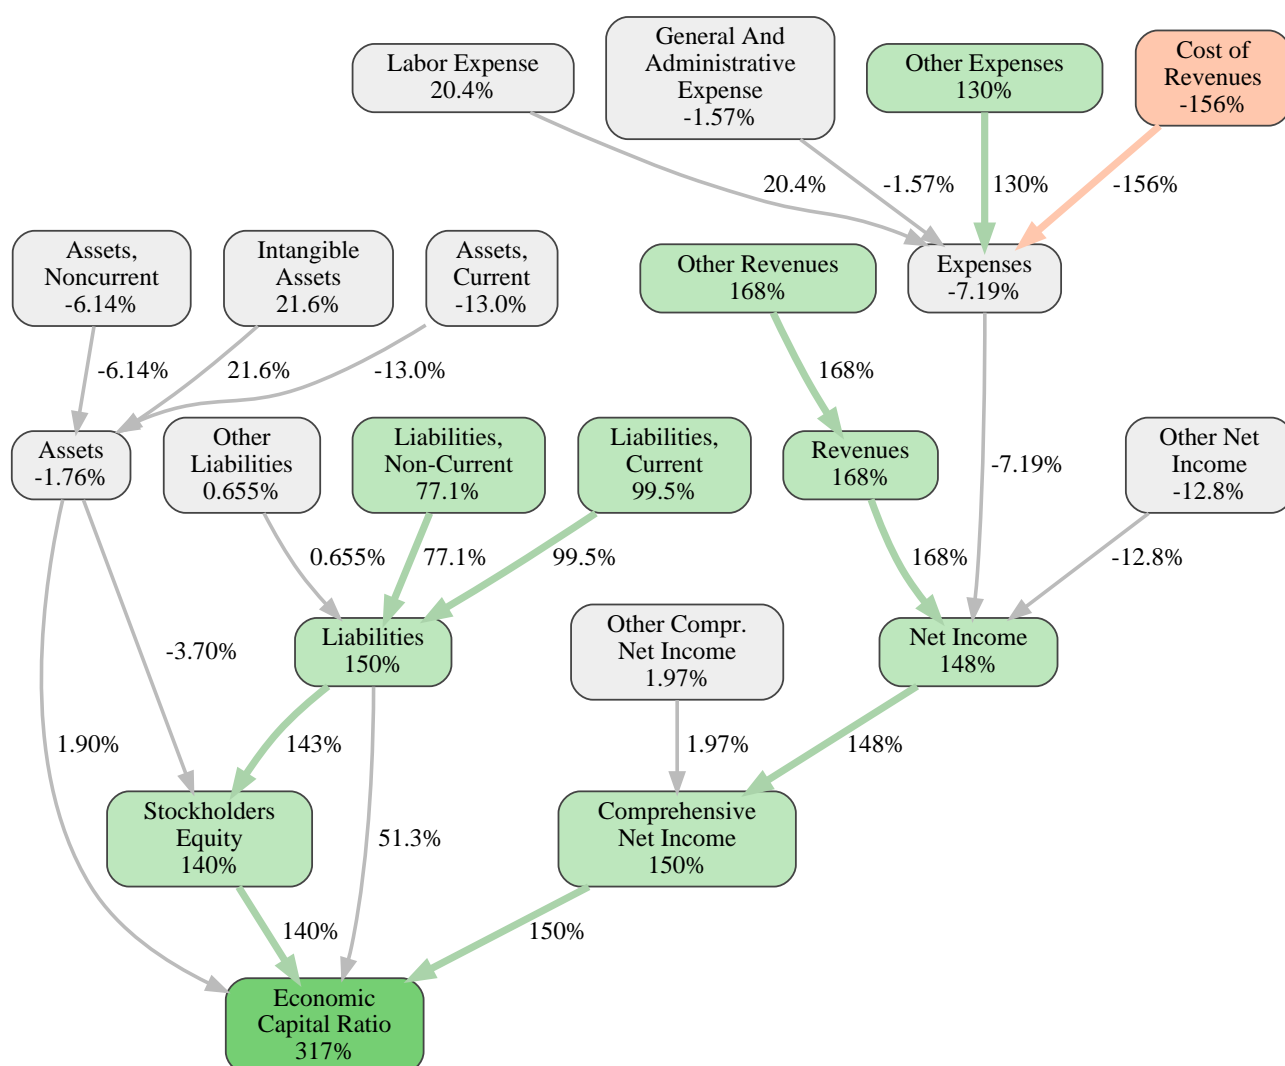 Labor Expense
20.4%
General And
Administrative
Expense
-1.57%
Other Expenses
130%
Cost of
Revenues
-156%
20.4%
-1.57%
130%
-156%
Assets,
Noncurrent
-6.14%
Intangible
Assets
21.6%
Assets,
Current
-13.0%
Other Revenues
168%
Expenses
-7.19%
-6.14%
21.6%
-13.0%
168%
Assets
-1.76%
Other
Liabilities
0.655%
Liabilities,
Non-Current
77.1%
Liabilities,
Current
99.5%
Revenues
168%
-7.19%
Other Net
Income
-12.8%
0.655%
77.1%
99.5%
168%
-12.8%
Liabilities
150%
-3.70%
Other Compr.
Net Income
1.97%
Net Income
148%
1.90%
143%
1.97%
148%
Stockholders
Equity
140%
51.3%
Comprehensive
Net Income
150%
140%
150%
Economic
Capital Ratio
317%